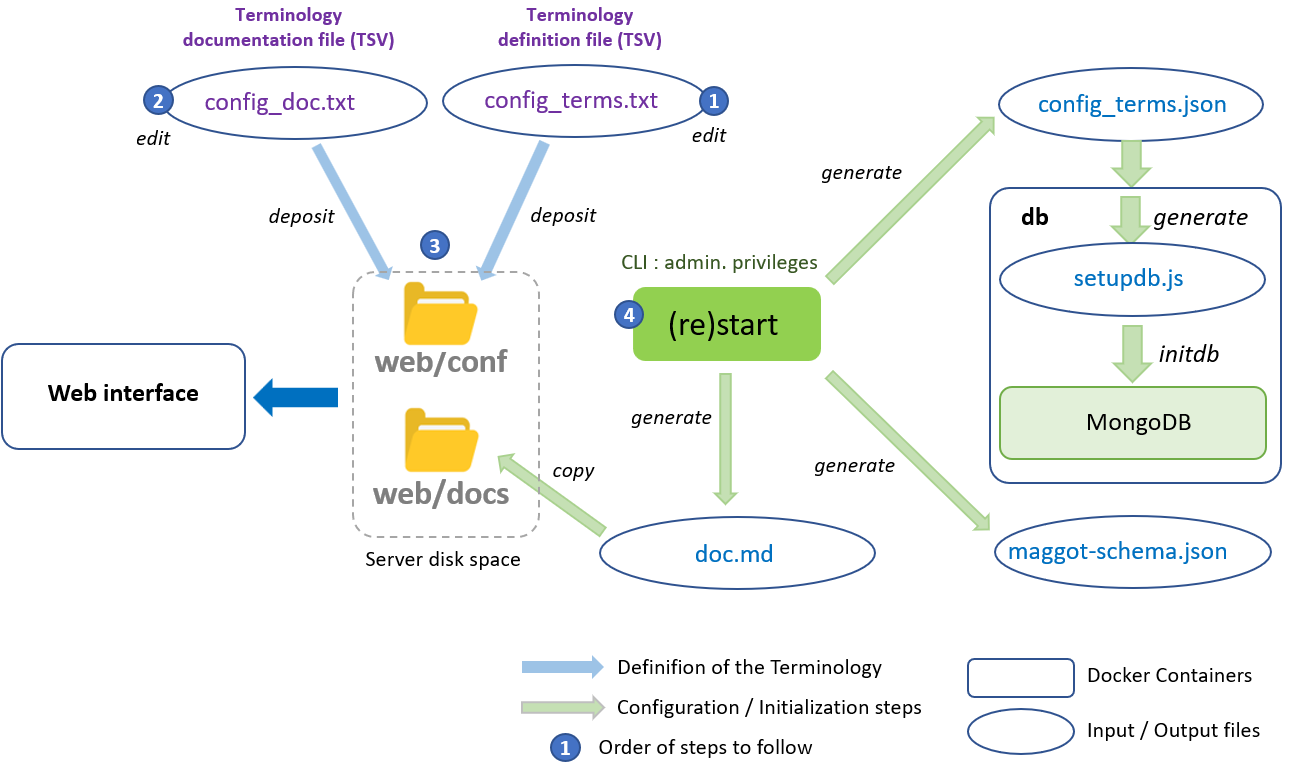 Terminology
documentation file (TSV)
Terminology
definition file (TSV)
2
config_doc.txt
config_terms.txt
1
config_terms.json
edit
edit
generate
deposit
deposit
db
generate
3
CLI : admin. privileges
setupdb.js
4
(re)start
web/conf
initdb
Web interface
MongoDB
generate
generate
copy
web/docs
Server disk space
doc.md
maggot-schema.json
Definifion of the Terminology
Docker Containers
Configuration / Initialization steps
Input / Output files
1
Order of steps to follow